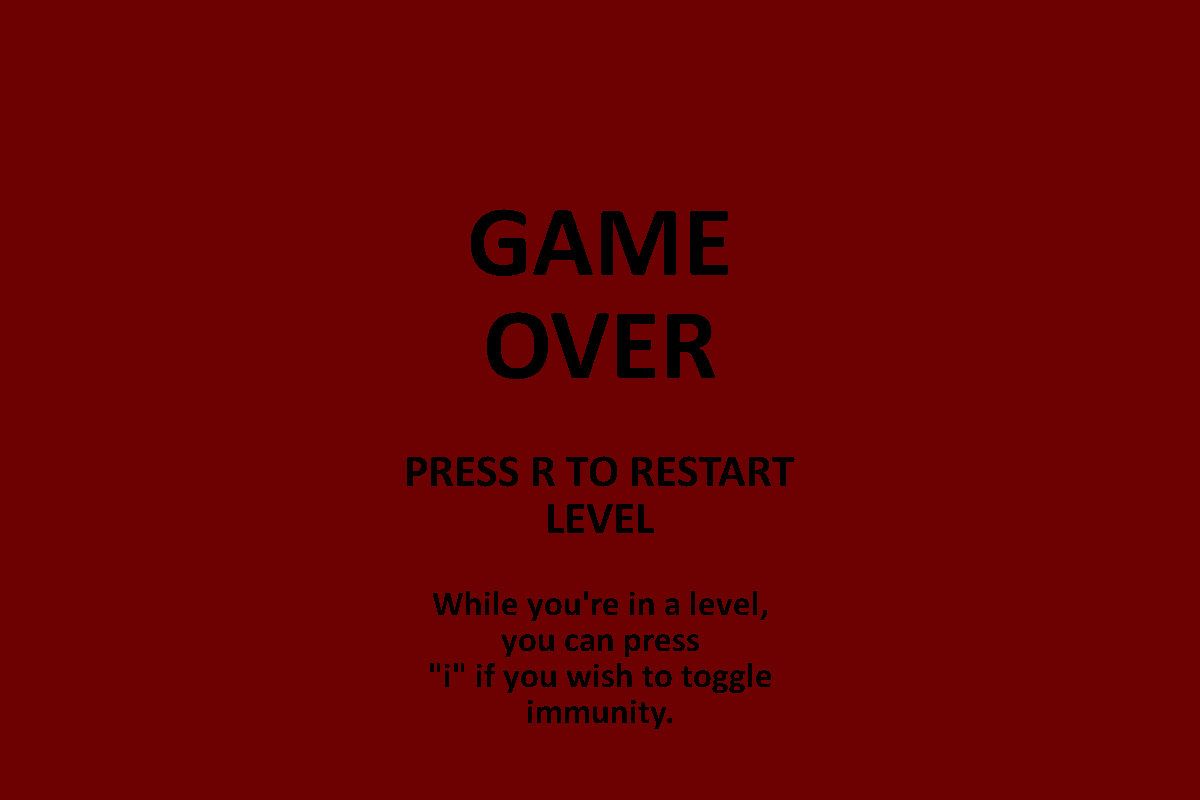 GAME
OVER
PRESS R TO RESTART
LEVEL
While you're in a level,
you can press
"i" if you wish to toggle
immunity.